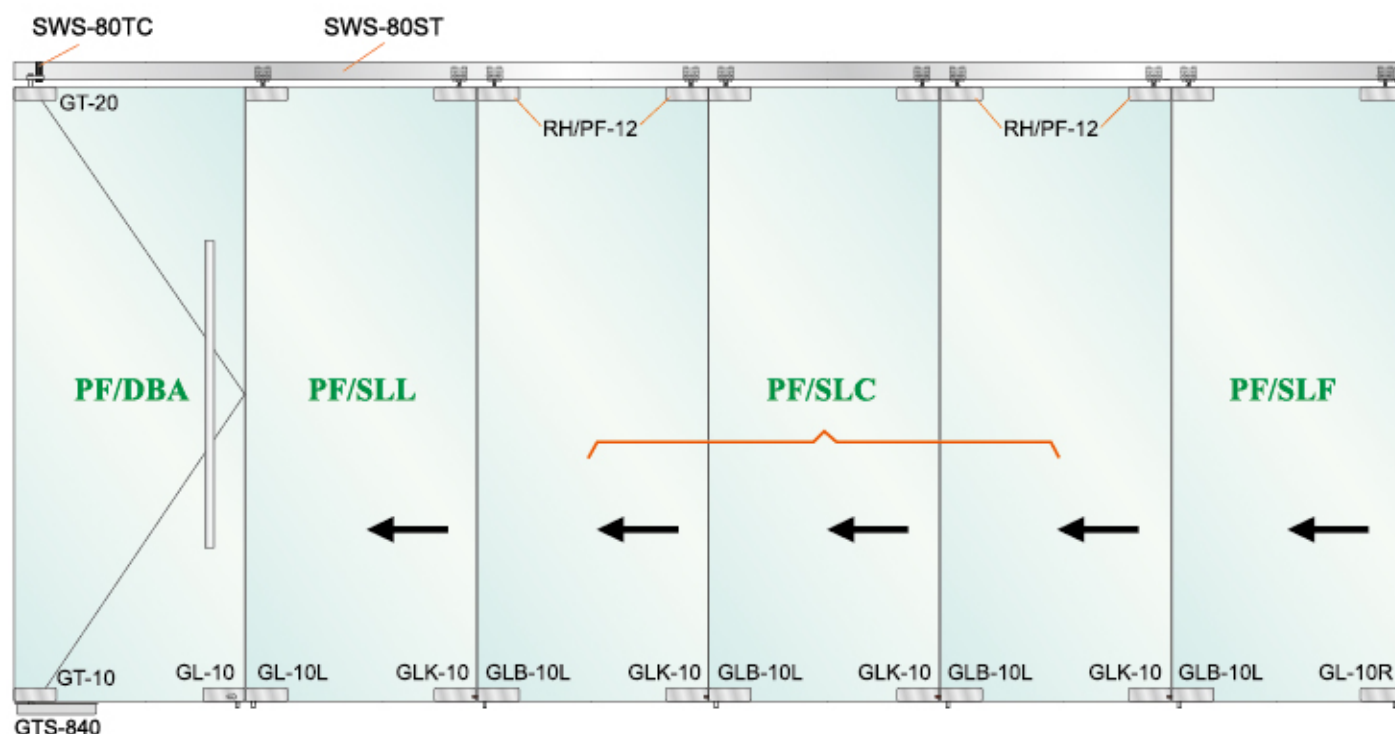 SWS-80TC
SWS-80ST
GT-20
RH/PF-12
RH/PF-12
PF/DBA
PF/SLL
PF/SLC
PF/SLF
GT-10
GL-10
GL-10L
GLK-10
GLB-10L
GLK-10
GLB-10L
GLK-10
GLB-10L
GLK-10
GLB-10L
GL-10R
GTS-840